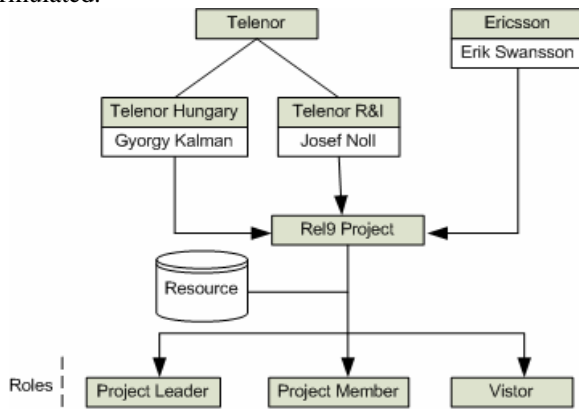 Telenor
Ericsson
Erik Swansson
Telenor Hungary
Gyorgy Kalman
Telenor R&I
Josef Noll
Rel9 Project
Resource
Roles
Project Leader
Project Member
Vistor